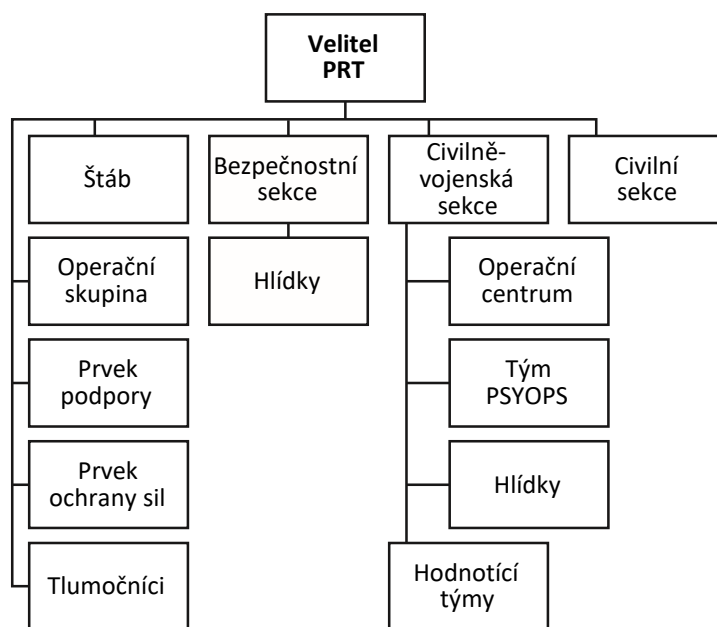 Velitel
PRT
Štáb
Bezpečnostní
sekce
Civilně-
vojenská
sekce
Civilní
sekce
Operační
skupina
Hlídky
Operační
centrum
Prvek
podpory
Tým
PSYOPS
Prvek
ochrany sil
Hlídky
Tlumočníci
Hodnotící
týmy